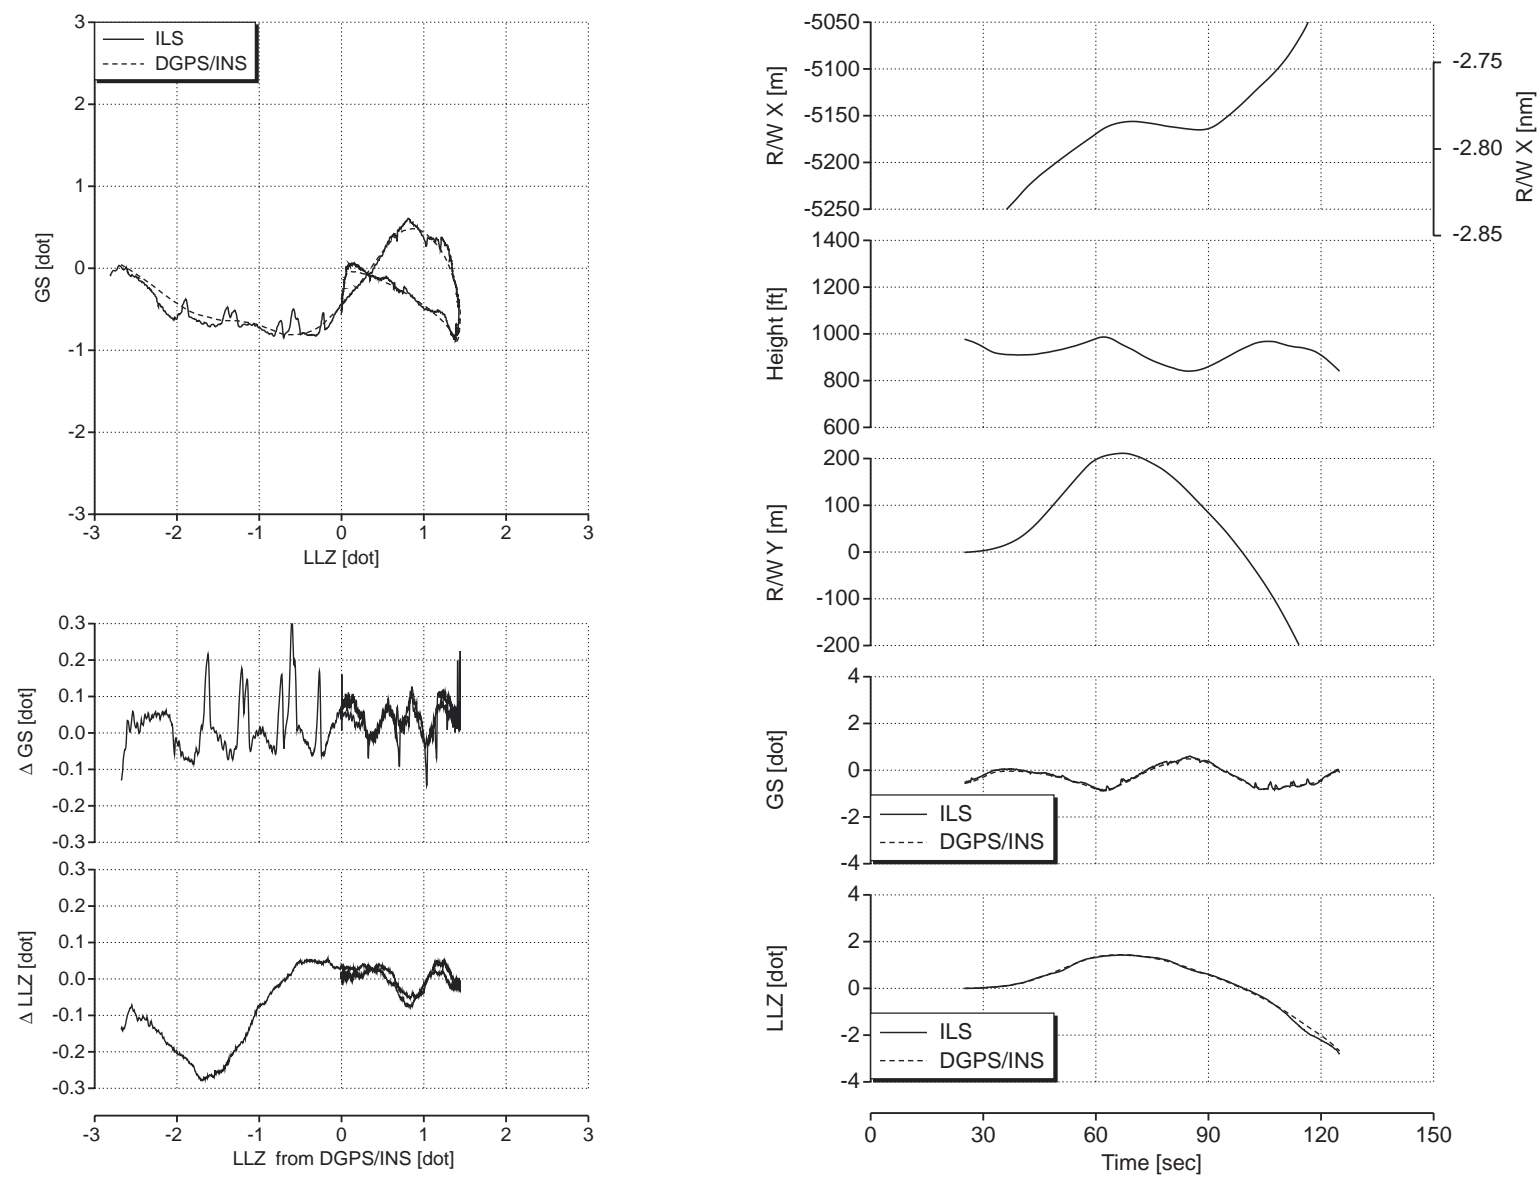 3
2
1
0
-1
-2
-3
GS [dot]
ILS
DGPS/INS
-3 -2 -1 0 1 2 3
LLZ [dot]
0.3
0.2
0.1
0.0
-0.1
-0.2
-0.3
Δ GS [dot]
0.3
0.2
0.1
0.0
-0.1
-0.2
-0.3
Δ LLZ [dot]
-3 -2 -1 0 1 2 3
LLZ from DGPS/INS [dot]
-5050
-5100
-5150
-5200
-5250
R/W X [m]
-2.75
-2.80
-2.85
R/W X [nm]
1400
1200
1000
800
600
Height [ft]
200
100
0
-100
-200
R/W Y [m]
4
2
0
-2
-4
GS [dot]
ILS
DGPS/INS
4
2
0
-2
-4
LLZ [dot]
ILS
DGPS/INS
0 30 60 90 120 150
Time [sec]